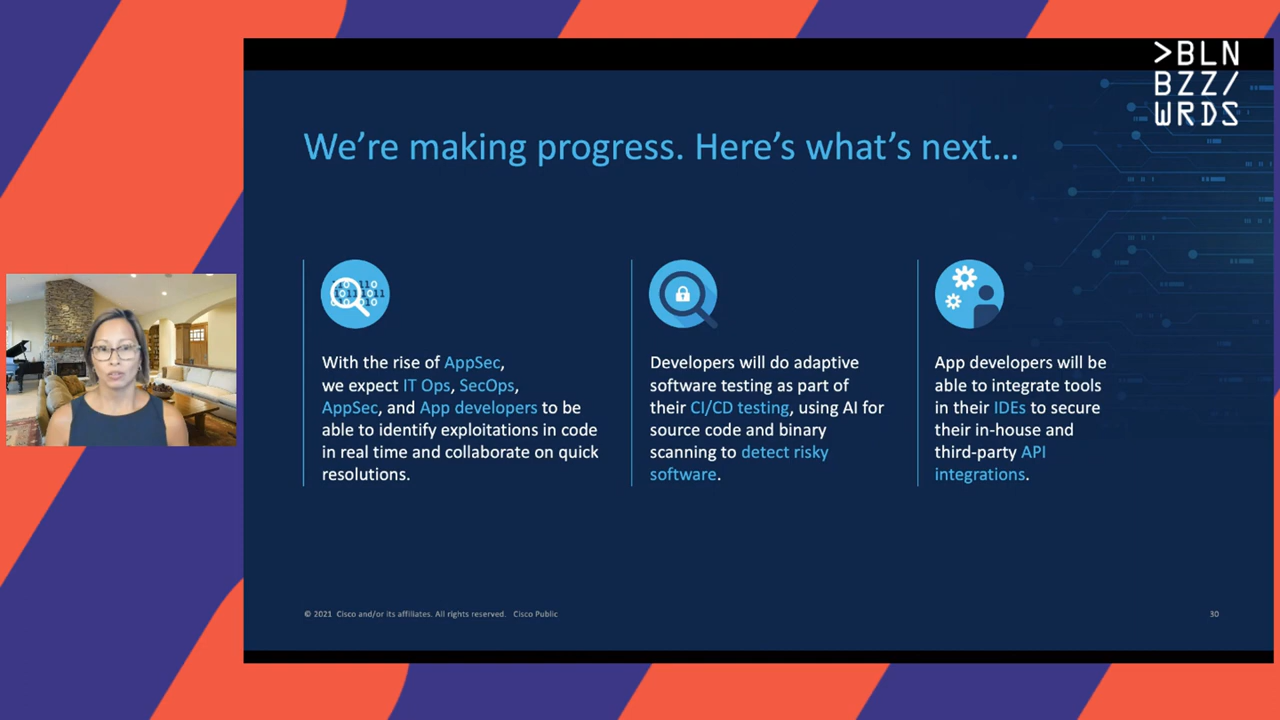 >BLN
BZZ/
WRDS
We're making progress. Here's what's next...
With the rise of AppSec,
we expect IT Ops, SecOps,
AppSec, and App developers to be
able to identify exploitations in code
in real time and collaborate on quick
resolutions.
Developers will do adaptive
software testing as part of
their CI/CD testing, using AI for
source code and binary
scanning to detect risky
software.
App developers will be
able to integrate tools
in their IDEs to secure
their in-house and
third-party API
integrations.
© 2021 Cisco and/or its affiliates. All rights reserved. Cisco Public
30